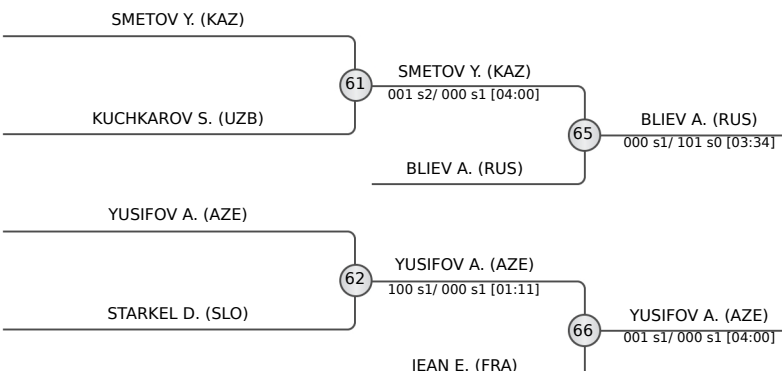 SMETOV Y. (KAZ)
61
SMETOV Y. (KAZ)
001 s2/ 000 s1 [04:00]
KUCHKAROV S. (UZB)
65
BLIEV A. (RUS)
000 s1/ 101 s0 [03:34]
BLIEV A. (RUS)
YUSIFOV A. (AZE)
62
YUSIFOV A. (AZE)
100 s1/ 000 s1 [01:11]
STARKEL D. (SLO)
66
YUSIFOV A. (AZE)
001 s1/ 000 s1 [04:00]
JEAN E. (FRA)